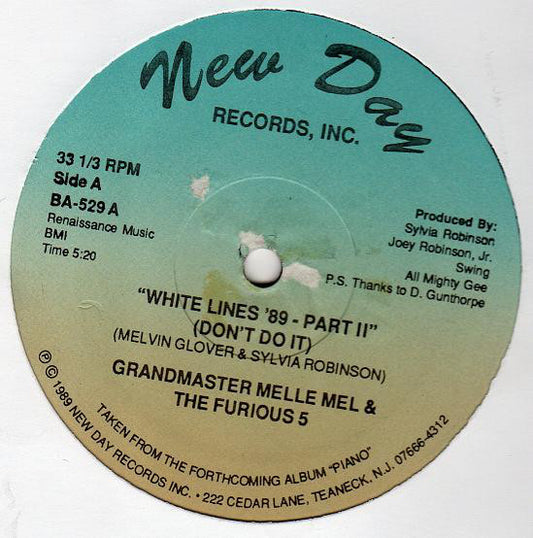 New Day
RECORDS, INC.
33 1/3 RPM
Side A
BA-529 A
Renaissance Music
BMI
Time 5:20
Produced By:
Sylvia Robinson
Joey Robinson, Jr.
Swing
All Mighty Gee
P.S. Thanks to D. Gunthorpe
"WHITE LINES '89 - PART II"
(DON'T DO IT)
(MELVIN GLOVER & SYLVIA ROBINSON)
GRANDMASTER MELLE MEL &
THE FURIOUS 5
TAKEN FROM THE FORTHCOMING ALBUM "PIANO"
℗ © 1989 NEW DAY RECORDS INC. • 222 CEDAR LANE, TEANECK, N.J. 07666-4312